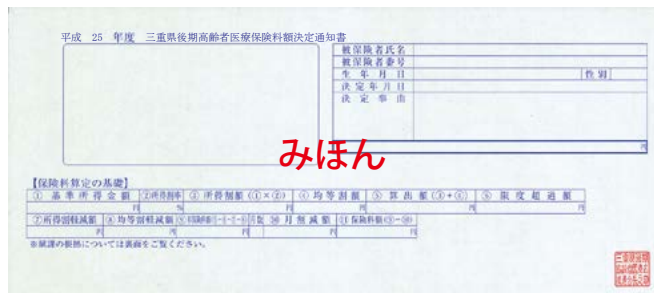 平成 25 年度 三重県後期高齢者医療保険料額決定通知書
被保険者氏名
被保険者番号
生年月日 性別
決定年月日
決定事由
円
みほん
【保険料算定の基礎】
① 基準所得金額 ②所得割率 ③ 所得割額(①×②) ④ 均等割額 ⑤ 算出額(③+④) ⑥ 限度超過額
円 % 円 円 円 円
⑦所得割軽減額 ⑧均等割軽減額 月数 ⑩ 月割減額 ⑪ 保険料額(⑨-⑩)
円 円 円 円 円
※賦課の根拠については裏面をご覧ください。